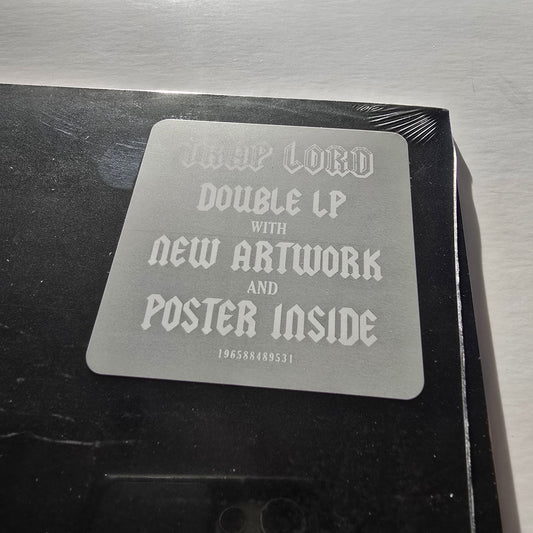 TRAP LORD
DOUBLE LP
WITH
NEW ARTWORK
AND
POSTER INSIDE
196588489531